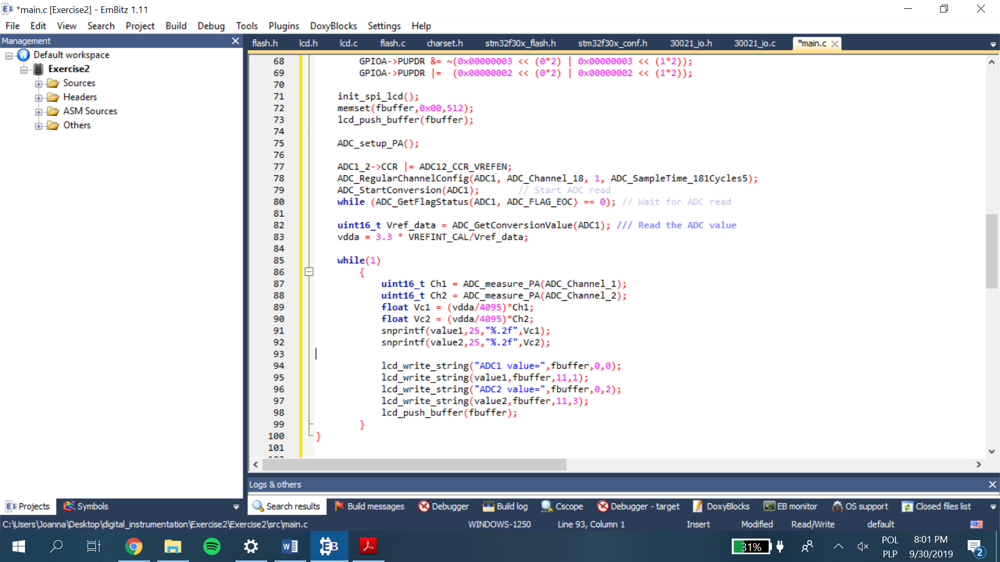 *main.c [Exercise2] - EmBitz 1.11
File Edit View Search Project Build Debug Tools Plugins DoxyBlocks Settings Help
Management
Default workspace
Exercise2
Sources
Headers
ASM Sources
Others
flash.h lcd.h lcd.c flash.c charset.h stm32f30x_flash.h stm32f30x_conf.h 30021_io.h 30021_io.c *main.c
68 GPIOA->PUPDR &= ~(0x00000003 << (0*2) | 0x00000003 << (1*2));
69 GPIOA->PUPDR |=  (0x00000002 << (0*2) | 0x00000002 << (1*2));
70
71 init_spi_lcd();
72 memset(fbuffer,0x00,512);
73 lcd_push_buffer(fbuffer);
74
75 ADC_setup_PA();
76
77 ADC1_2->CCR |= ADC12_CCR_VREFEN;
78 ADC_RegularChannelConfig(ADC1, ADC_Channel_18, 1, ADC_SampleTime_181Cycles5);
79 ADC_StartConversion(ADC1); // Start ADC read
80 while (ADC_GetFlagStatus(ADC1, ADC_FLAG_EOC) == 0); // Wait for ADC read
81
82 uint16_t Vref_data = ADC_GetConversionValue(ADC1); /// Read the ADC value
83 vdda = 3.3 * VREFINT_CAL/Vref_data;
84
85 while(1)
86 {
87 uint16_t Ch1 = ADC_measure_PA(ADC_Channel_1);
88 uint16_t Ch2 = ADC_measure_PA(ADC_Channel_2);
89 float Vc1 = (vdda/4095)*Ch1;
90 float Vc2 = (vdda/4095)*Ch2;
91 snprintf(value1,25,"%.2f",Vc1);
92 snprintf(value2,25,"%.2f",Vc2);
93
94 lcd_write_string("ADC1 value=",fbuffer,0,0);
95 lcd_write_string(value1,fbuffer,11,1);
96 lcd_write_string("ADC2 value=",fbuffer,0,2);
97 lcd_write_string(value2,fbuffer,11,3);
98 lcd_push_buffer(fbuffer);
99 }
100 }
101
Logs & others
Projects Symbols
Search results Build messages Debugger Build log Cscope Debugger - target DoxyBlocks EB monitor OS support Closed files list
C:\Users\Joanna\Desktop\digital_instrumentation\Exercise2\Exercise2\src\main.c WINDOWS-1250 Line 93, Column 1 Insert Modified Read/Write default
31% POL 8:01 PM
PLP 9/30/2019 2